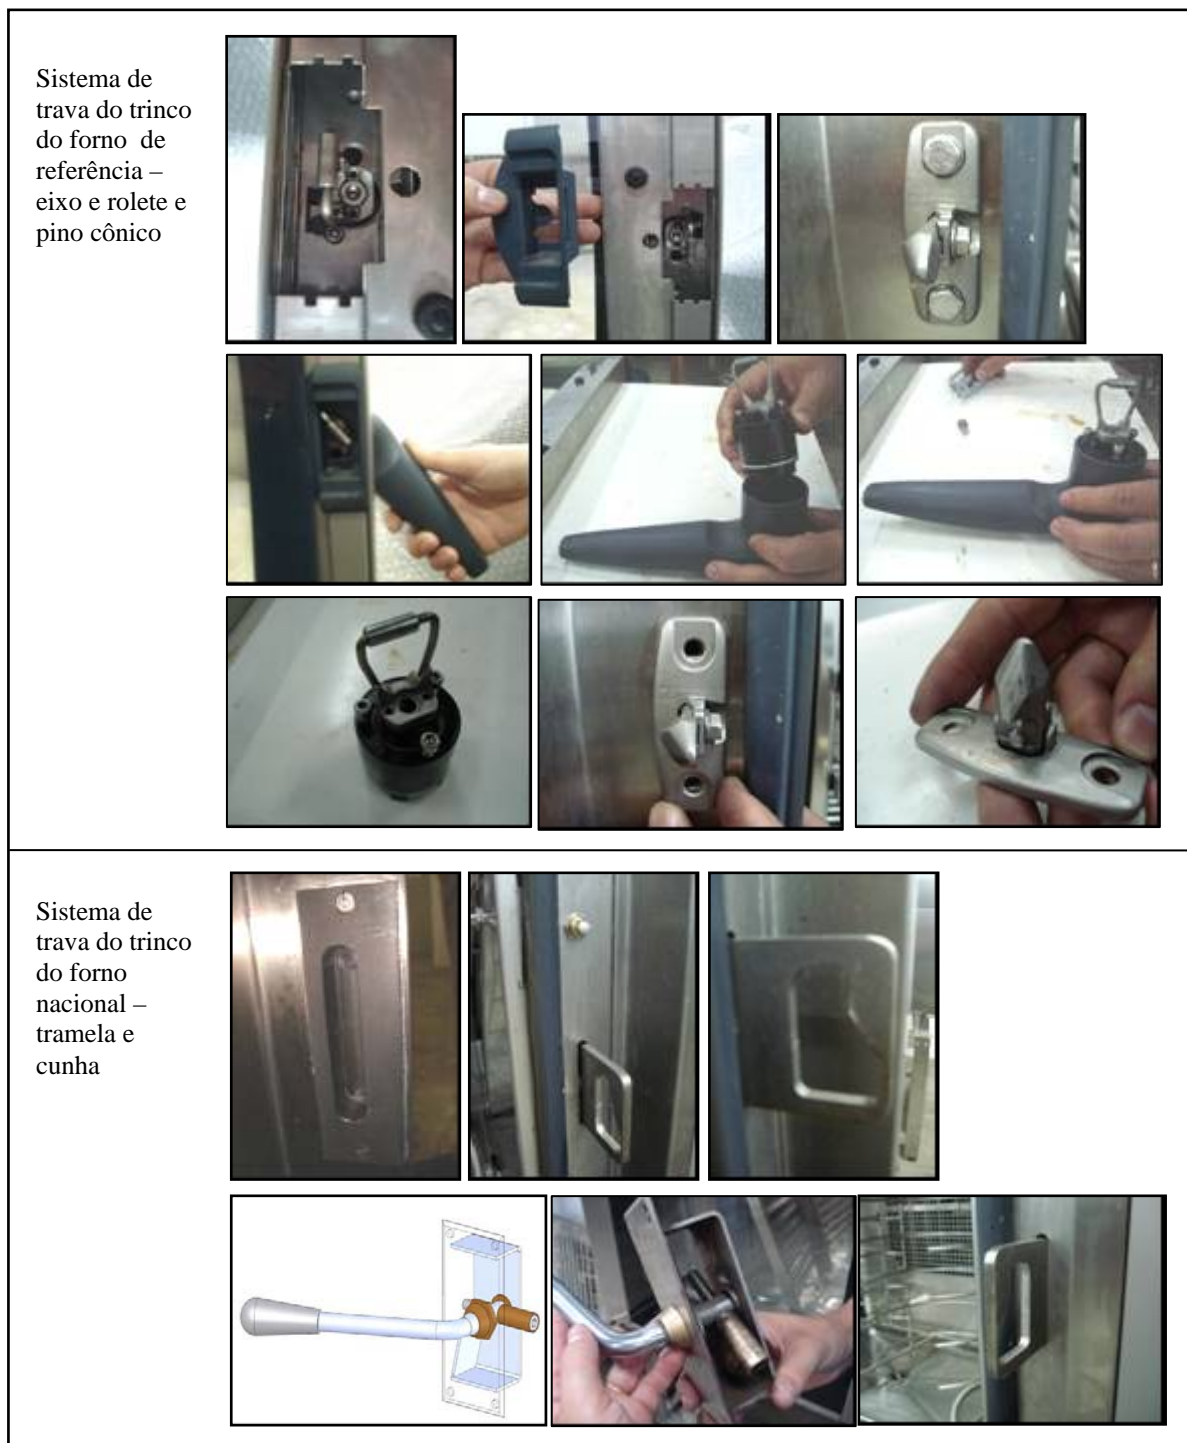 Sistema de
trava do trinco
do forno de
referência –
eixo e rolete e
pino cônico
Sistema de
trava do trinco
do forno
nacional –
tramela e
cunha